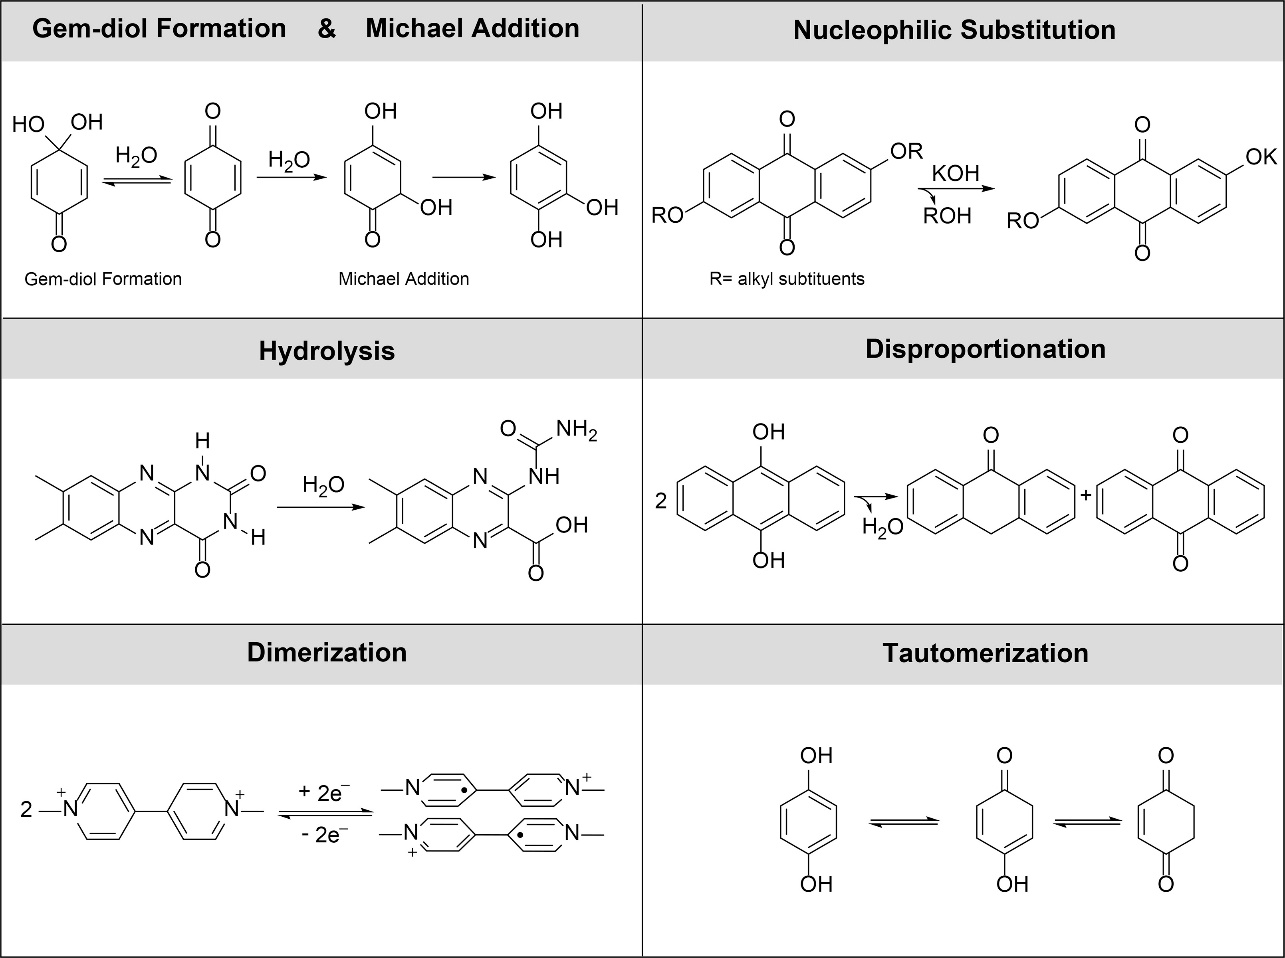 Gem-diol Formation & Michael Addition
HO OH
O
H₂O
O
O
H₂O
OH
O
OH
OH
OH
OH
Gem-diol Formation
Michael Addition
Nucleophilic Substitution
O
OR
RO
O
KOH
ROH
O
OK
RO
O
R= alkyl subtituents
Hydrolysis
N
H
N
O
N
H
N
O
H₂O
O
NH₂
N
NH
N
OH
O
Disproportionation
2
OH
OH
H₂O
O
+
O
O
Dimerization
2
N
+
N
+
+ 2e⁻
- 2e⁻
N
N
+
N
+
N
Tautomerization
OH
OH
O
OH
O
O